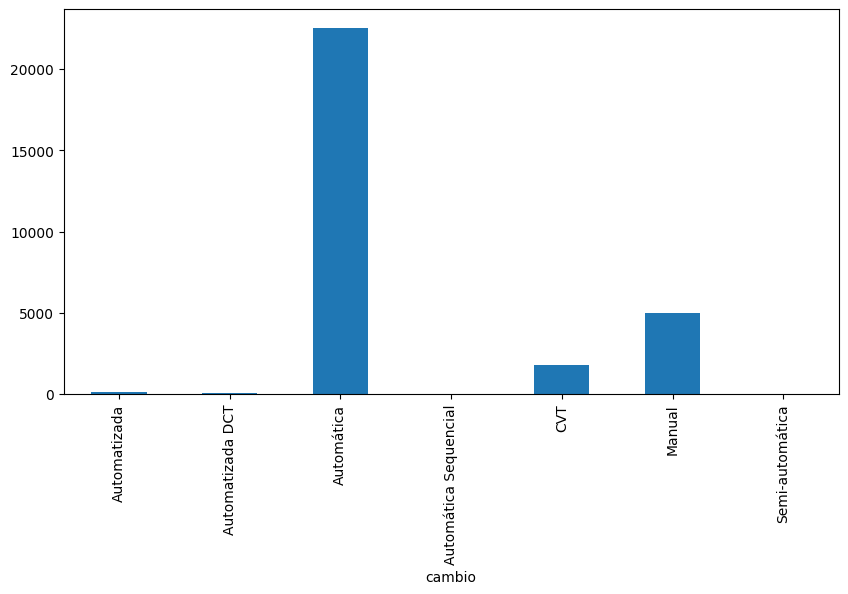 20000
15000
10000
5000
0
Automatizada
Automatizada DCT
Automática
Automática Sequencial
CVT
Manual
Semi-automática
cambio